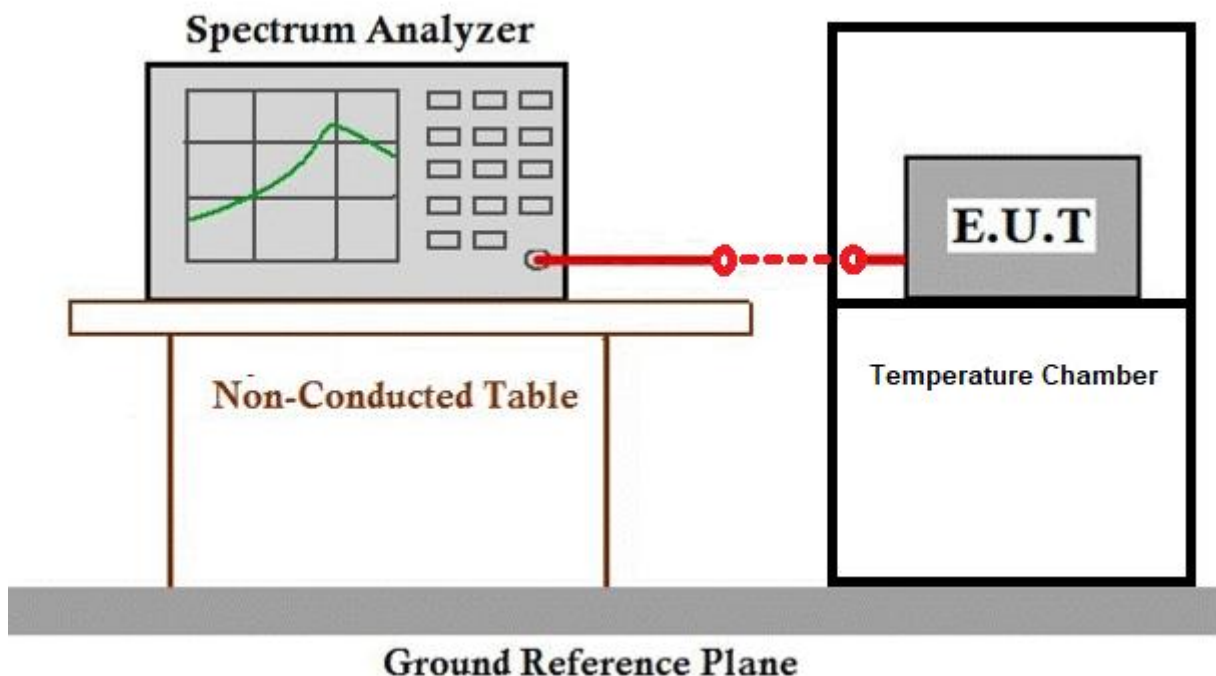 Spectrum Analyzer
E.U.T
Temperature Chamber
Non-Conducted Table
Ground Reference Plane